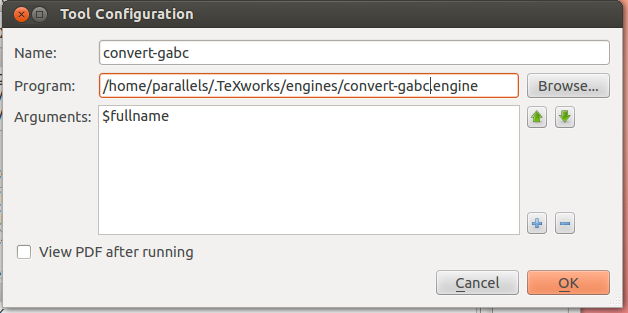 Tool Configuration
Name: convert-gabc
Program: /home/parallels/.TeXworks/engines/convert-gabc.engine Browse...
Arguments: $fullname
View PDF after running
Cancel OK